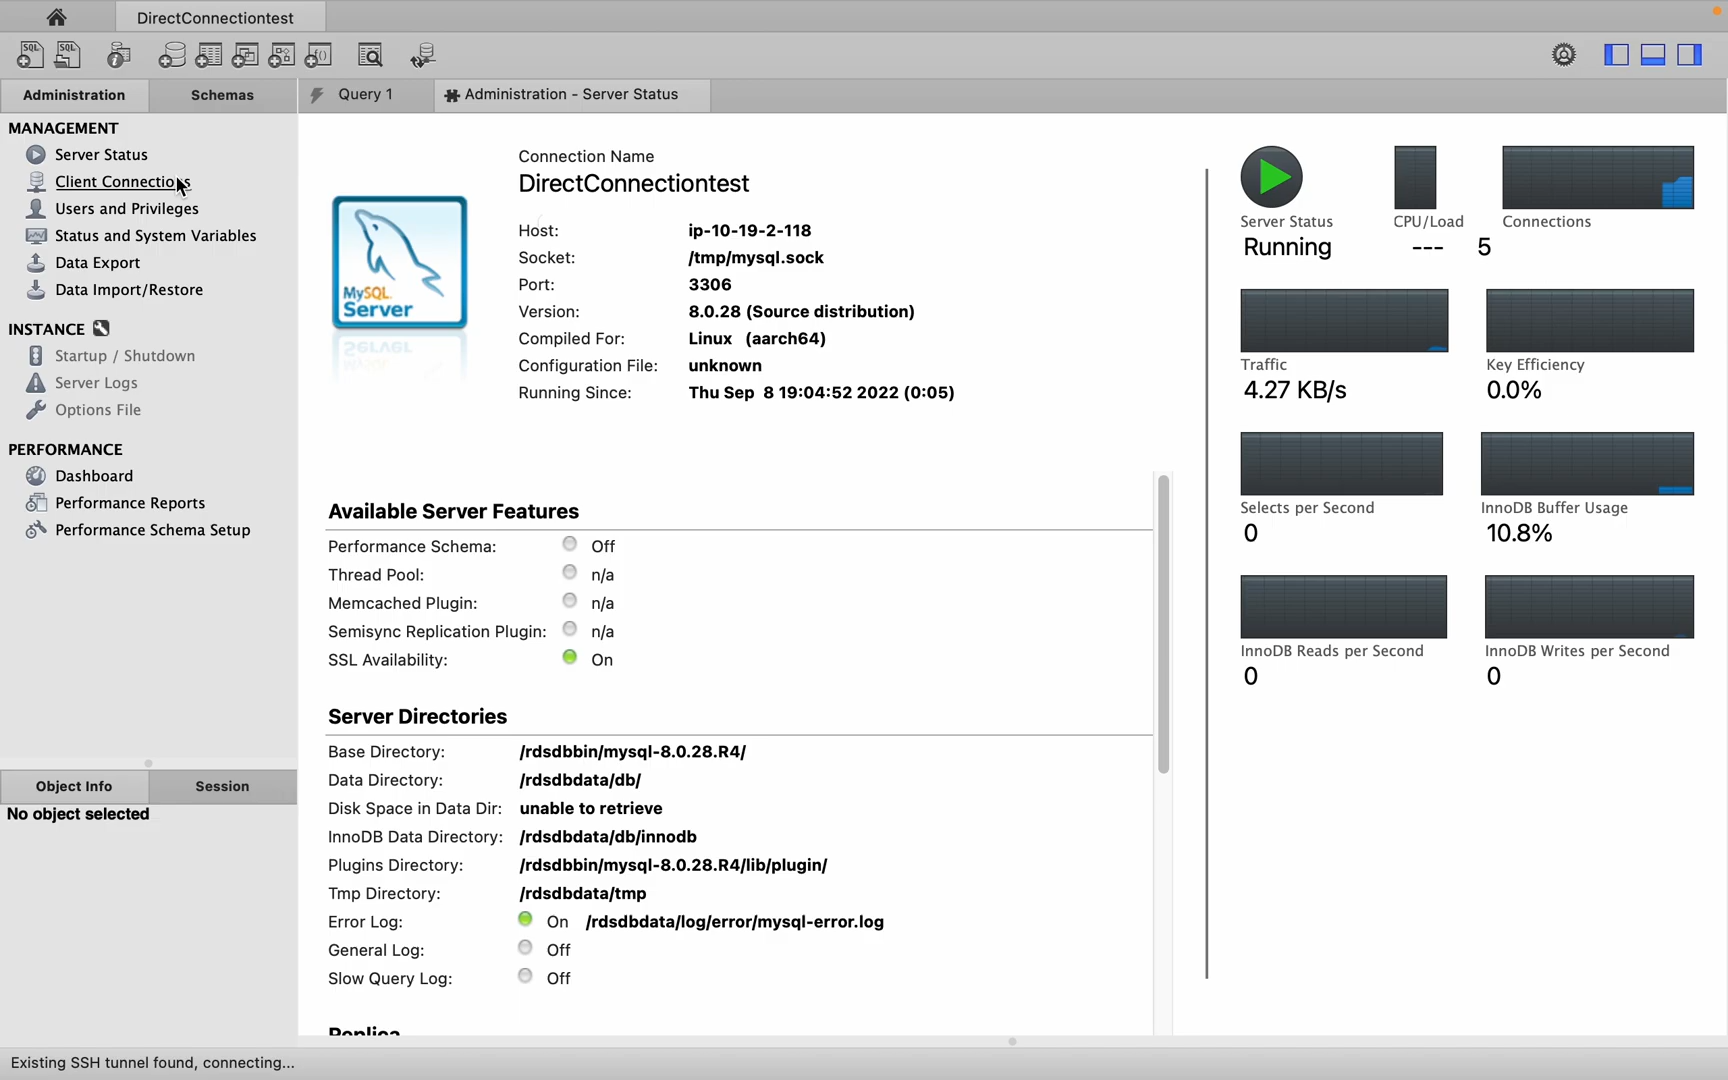 DirectConnectiontest
SQL SQL
Administration Schemas Query 1 Administration - Server Status
MANAGEMENT
Server Status
Client Connections
Users and Privileges
Status and System Variables
Data Export
Data Import/Restore
INSTANCE
Startup / Shutdown
Server Logs
Options File
PERFORMANCE
Dashboard
Performance Reports
Performance Schema Setup
Object Info Session
No object selected
MySQL
Server
Connection Name
DirectConnectiontest
Host: ip-10-19-2-118
Socket: /tmp/mysql.sock
Port: 3306
Version: 8.0.28 (Source distribution)
Compiled For: Linux (aarch64)
Configuration File: unknown
Running Since: Thu Sep 8 19:04:52 2022 (0:05)
Available Server Features
Performance Schema: Off
Thread Pool: n/a
Memcached Plugin: n/a
Semisync Replication Plugin: n/a
SSL Availability: On
Server Directories
Base Directory: /rdsdbbin/mysql-8.0.28.R4/
Data Directory: /rdsdbdata/db/
Disk Space in Data Dir: unable to retrieve
InnoDB Data Directory: /rdsdbdata/db/innodb
Plugins Directory: /rdsdbbin/mysql-8.0.28.R4/lib/plugin/
Tmp Directory: /rdsdbdata/tmp
Error Log: On /rdsdbdata/log/error/mysql-error.log
General Log: Off
Slow Query Log: Off
Replica
Server Status CPU/Load Connections
Running --- 5
Traffic Key Efficiency
4.27 KB/s 0.0%
Selects per Second InnoDB Buffer Usage
0 10.8%
InnoDB Reads per Second InnoDB Writes per Second
0 0
Existing SSH tunnel found, connecting...